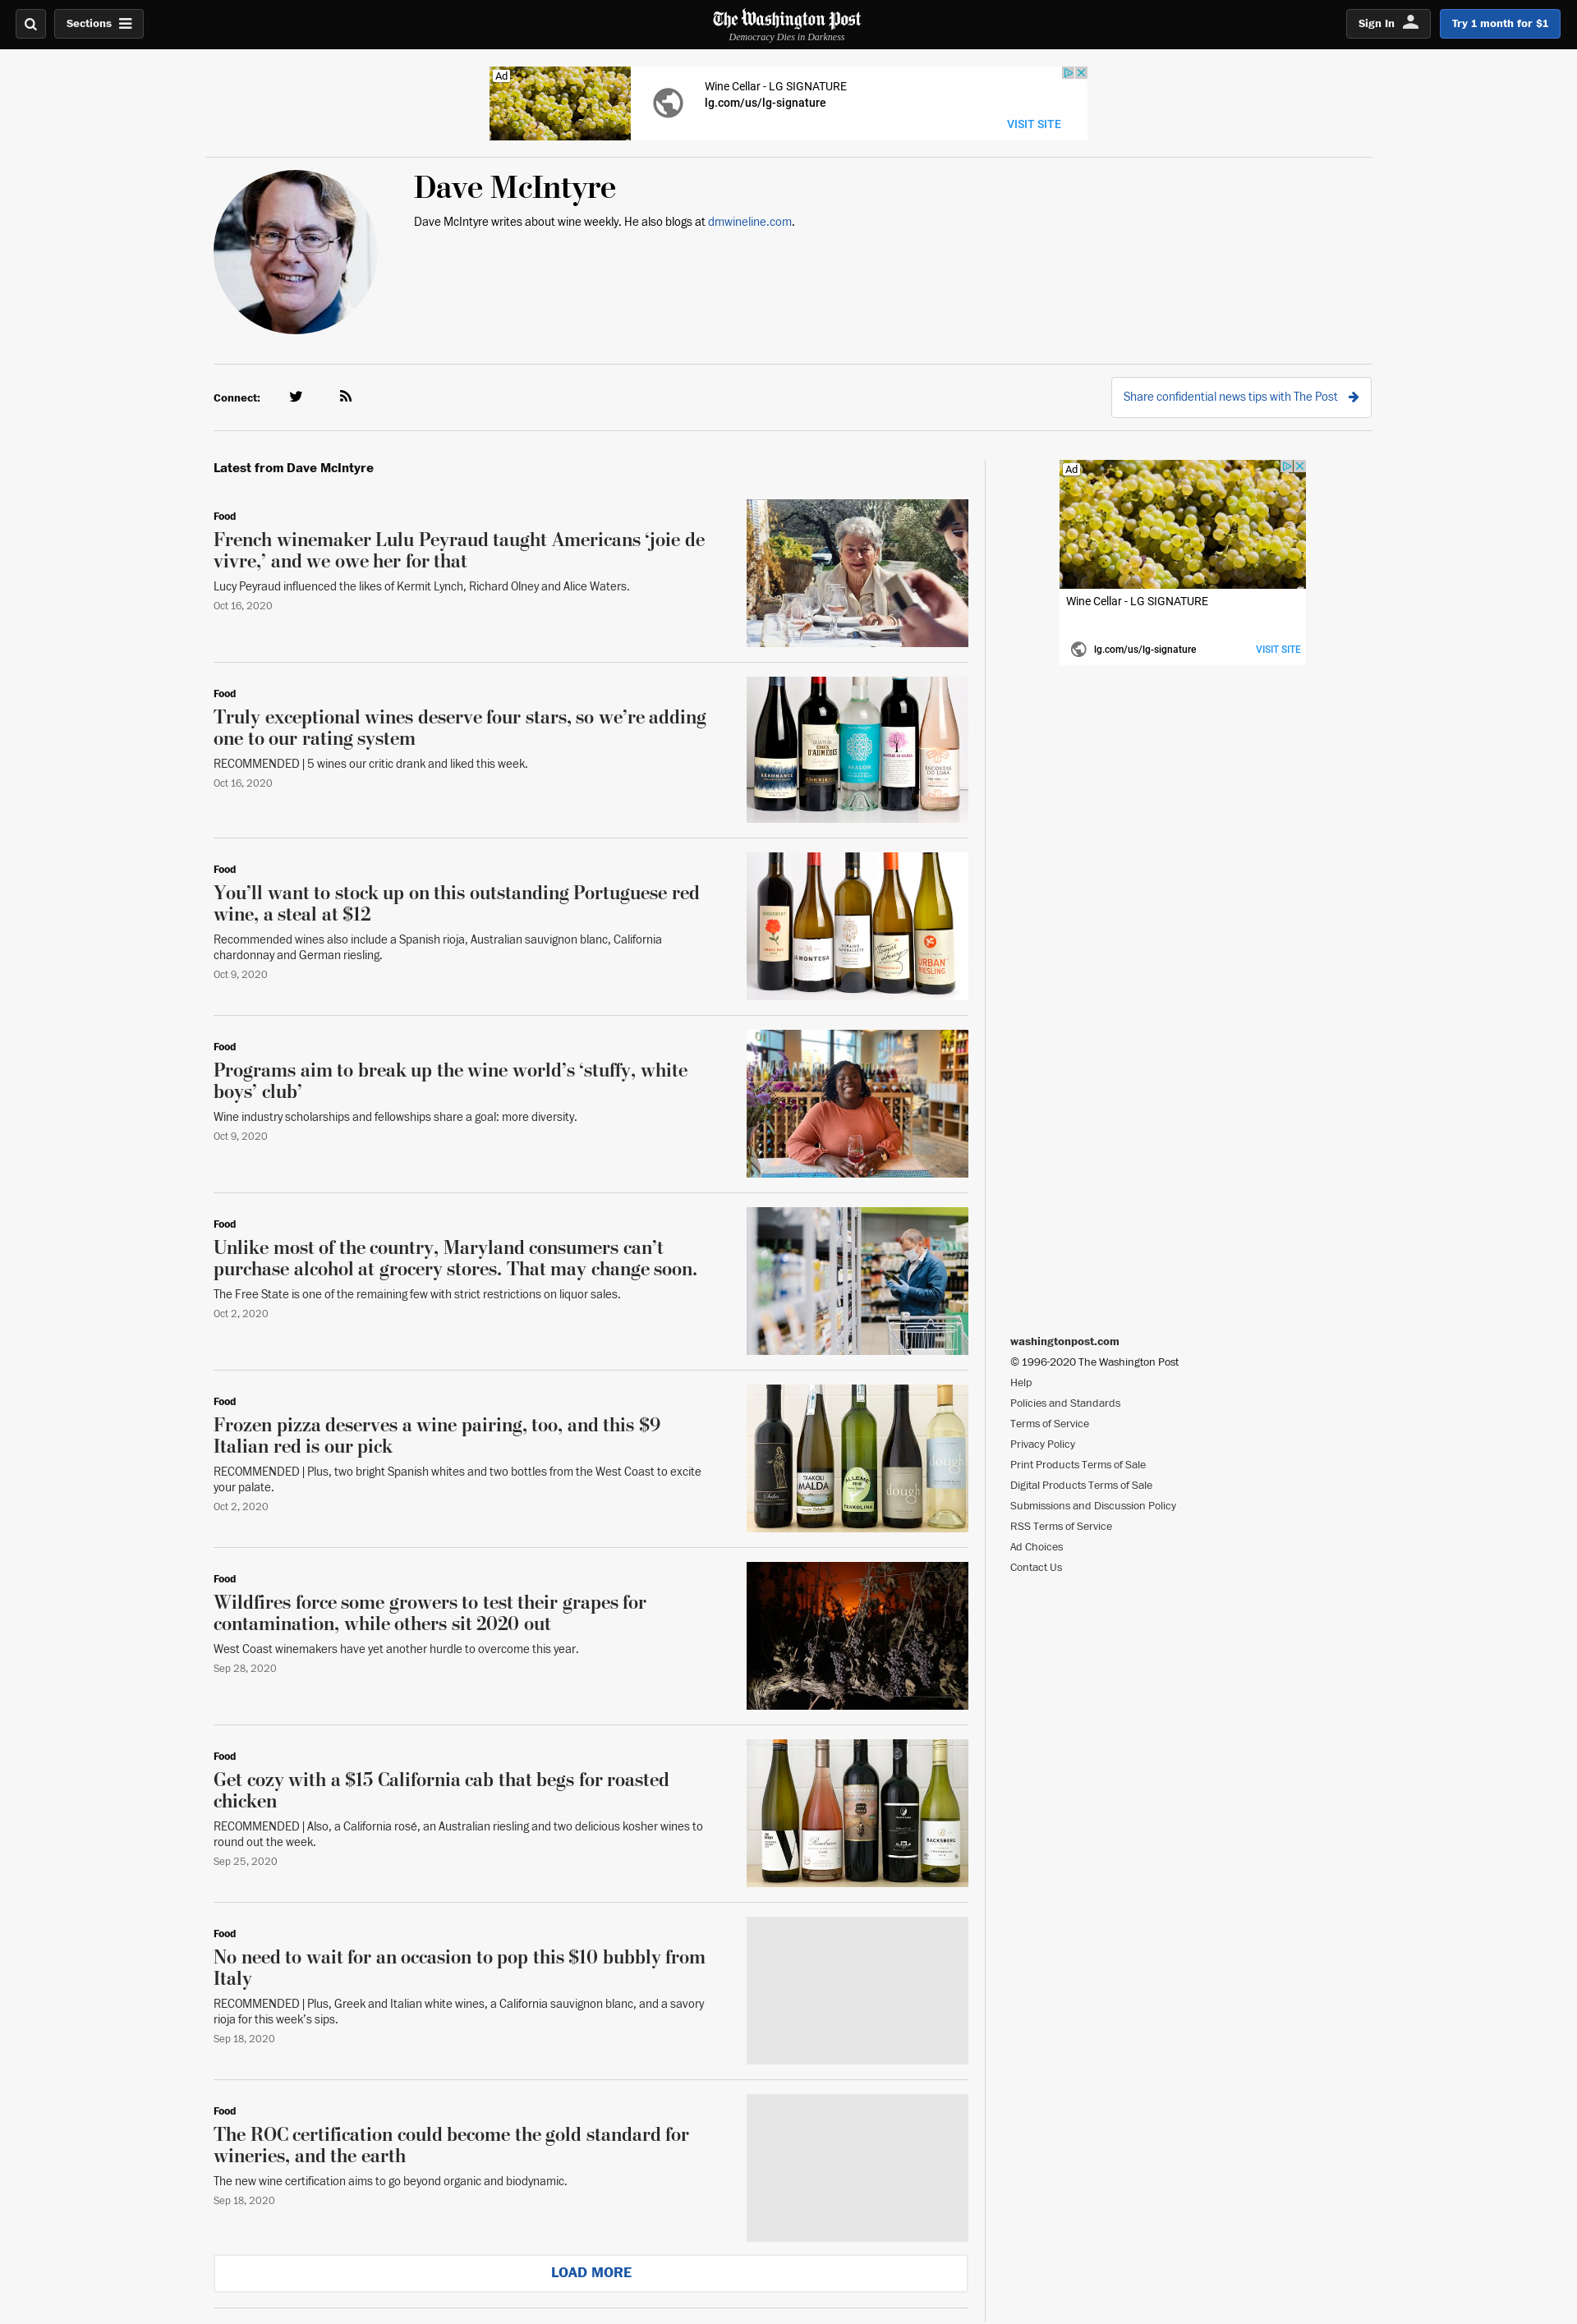 Sections
The Washington Post
Democracy Dies in Darkness
Sign In
Try 1 month for $1
Ad
Wine Cellar - LG SIGNATURE
lg.com/us/lg-signature
VISIT SITE
Dave McIntyre
Dave McIntyre writes about wine weekly. He also blogs at dmwineline.com.
Connect:
Share confidential news tips with The Post
Latest from Dave McIntyre
Food
French winemaker Lulu Peyraud taught Americans ‘joie de
vivre,’ and we owe her for that
Lucy Peyraud influenced the likes of Kermit Lynch, Richard Olney and Alice Waters.
Oct 16, 2020
Food
Truly exceptional wines deserve four stars, so we’re adding
one to our rating system
RECOMMENDED | 5 wines our critic drank and liked this week.
Oct 16, 2020
Food
You’ll want to stock up on this outstanding Portuguese red
wine, a steal at $12
Recommended wines also include a Spanish rioja, Australian sauvignon blanc, California
chardonnay and German riesling.
Oct 9, 2020
LA MONTESA
URBAN
RIESLING
Food
Programs aim to break up the wine world’s ‘stuffy, white
boys’ club’
Wine industry scholarships and fellowships share a goal: more diversity.
Oct 9, 2020
Food
Unlike most of the country, Maryland consumers can’t
purchase alcohol at grocery stores. That may change soon.
The Free State is one of the remaining few with strict restrictions on liquor sales.
Oct 2, 2020
Food
Frozen pizza deserves a wine pairing, too, and this $9
Italian red is our pick
RECOMMENDED | Plus, two bright Spanish whites and two bottles from the West Coast to excite
your palate.
Oct 2, 2020
TXAKOLI
MALDA
TXAKOLINA
dough
dough
Food
Wildfires force some growers to test their grapes for
contamination, while others sit 2020 out
West Coast winemakers have yet another hurdle to overcome this year.
Sep 28, 2020
Food
Get cozy with a $15 California cab that begs for roasted
chicken
RECOMMENDED | Also, a California rosé, an Australian riesling and two delicious kosher wines to
round out the week.
Sep 25, 2020
BACKSBERG
Food
No need to wait for an occasion to pop this $10 bubbly from
Italy
RECOMMENDED | Plus, Greek and Italian white wines, a California sauvignon blanc, and a savory
rioja for this week’s sips.
Sep 18, 2020
Food
The ROC certification could become the gold standard for
wineries, and the earth
The new wine certification aims to go beyond organic and biodynamic.
Sep 18, 2020
LOAD MORE
Ad
Wine Cellar - LG SIGNATURE
lg.com/us/lg-signature
VISIT SITE
washingtonpost.com
© 1996-2020 The Washington Post
Help
Policies and Standards
Terms of Service
Privacy Policy
Print Products Terms of Sale
Digital Products Terms of Sale
Submissions and Discussion Policy
RSS Terms of Service
Ad Choices
Contact Us